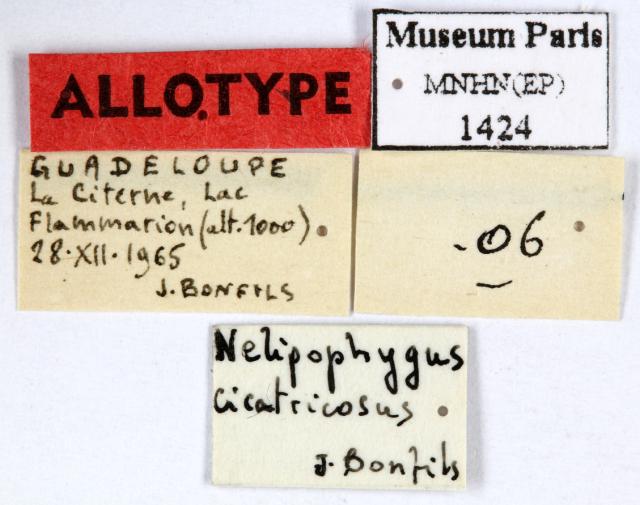 ALLOTYPE
Museum Paris
MNHN(EP)
1424
GUADELOUPE
La Citerne, Lac
Flammarion (alt. 1000)
28.XII.1965
J. BONFILS
.06
Nelipophygus
cicatricosus
J. Bonfils